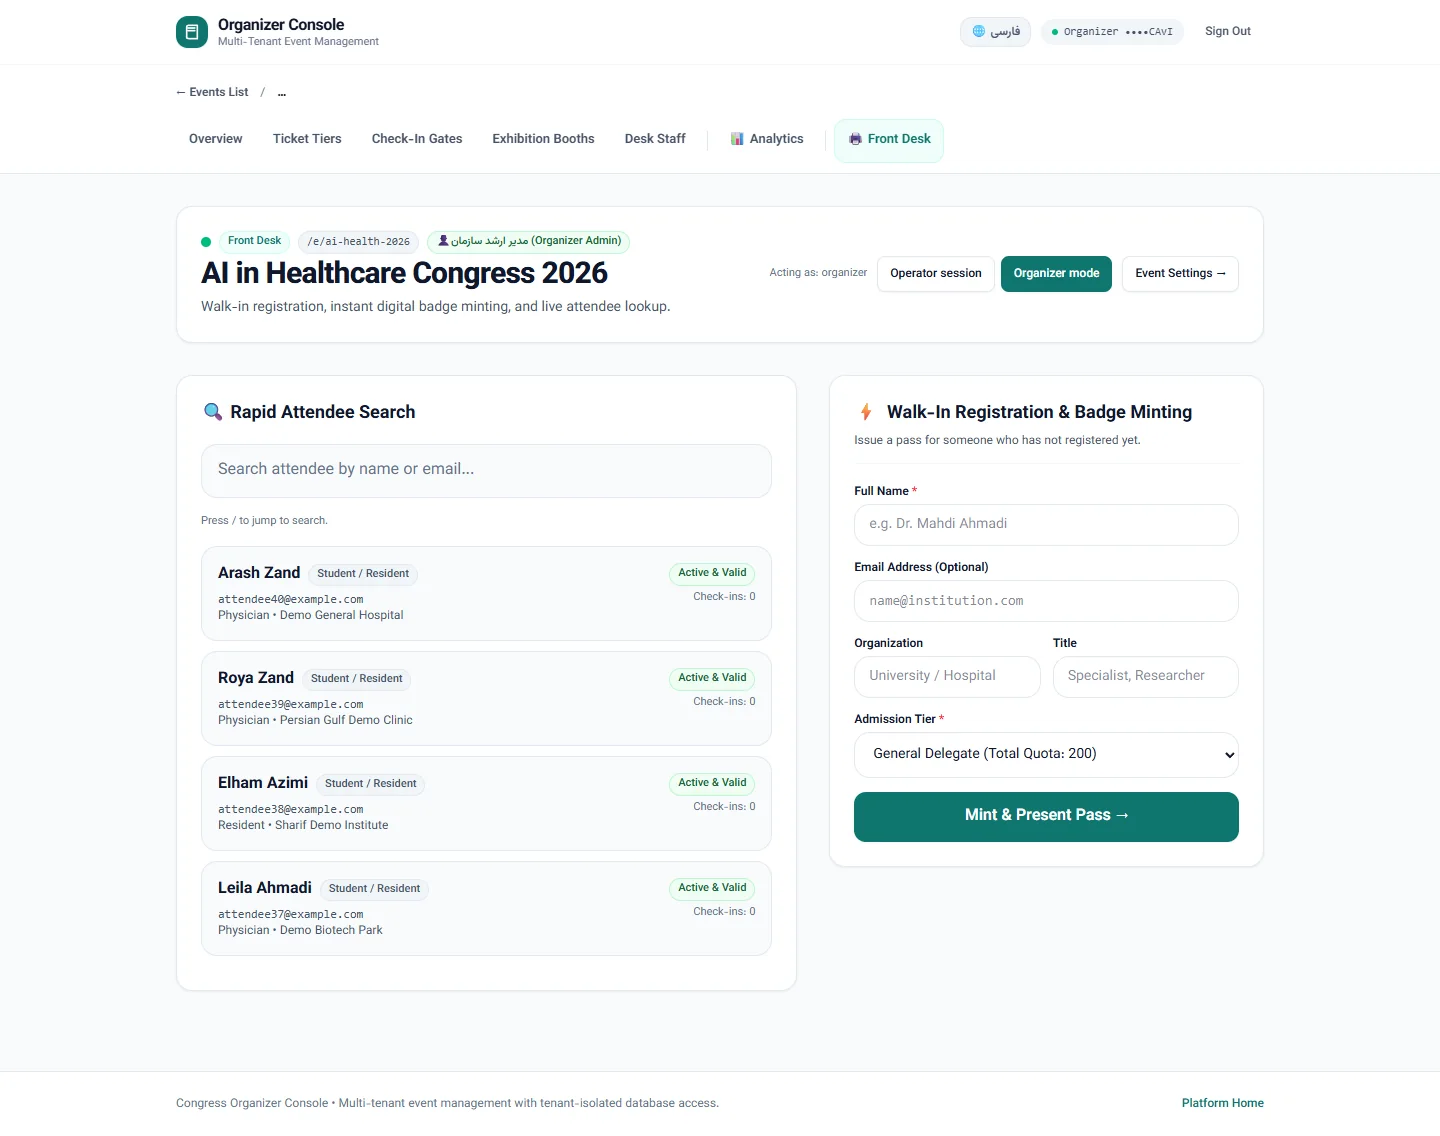 Organizer Console
Multi-Tenant Event Management
🌐 فارسی
Organizer ••••CAvI
Sign Out
← Events List / ...
Overview
Ticket Tiers
Check-In Gates
Exhibition Booths
Desk Staff
📊 Analytics
🖨 Front Desk
Front Desk
/e/ai-health-2026
👤 مدیر ارشد سازمان (Organizer Admin)
AI in Healthcare Congress 2026
Walk-in registration, instant digital badge minting, and live attendee lookup.
Acting as: organizer
Operator session
Organizer mode
Event Settings →
🔍 Rapid Attendee Search
Search attendee by name or email...
Press / to jump to search.
Arash Zand Student / Resident
Active & Valid
attendee40@example.com
Check-ins: 0
Physician • Demo General Hospital
Roya Zand Student / Resident
Active & Valid
attendee39@example.com
Check-ins: 0
Physician • Persian Gulf Demo Clinic
Elham Azimi Student / Resident
Active & Valid
attendee38@example.com
Check-ins: 0
Resident • Sharif Demo Institute
Leila Ahmadi Student / Resident
Active & Valid
attendee37@example.com
Check-ins: 0
Physician • Demo Biotech Park
⚡ Walk-In Registration & Badge Minting
Issue a pass for someone who has not registered yet.
Full Name *
e.g. Dr. Mahdi Ahmadi
Email Address (Optional)
name@institution.com
Organization
Title
University / Hospital
Specialist, Researcher
Admission Tier *
General Delegate (Total Quota: 200)
Mint & Present Pass →
Congress Organizer Console • Multi-tenant event management with tenant-isolated database access.
Platform Home